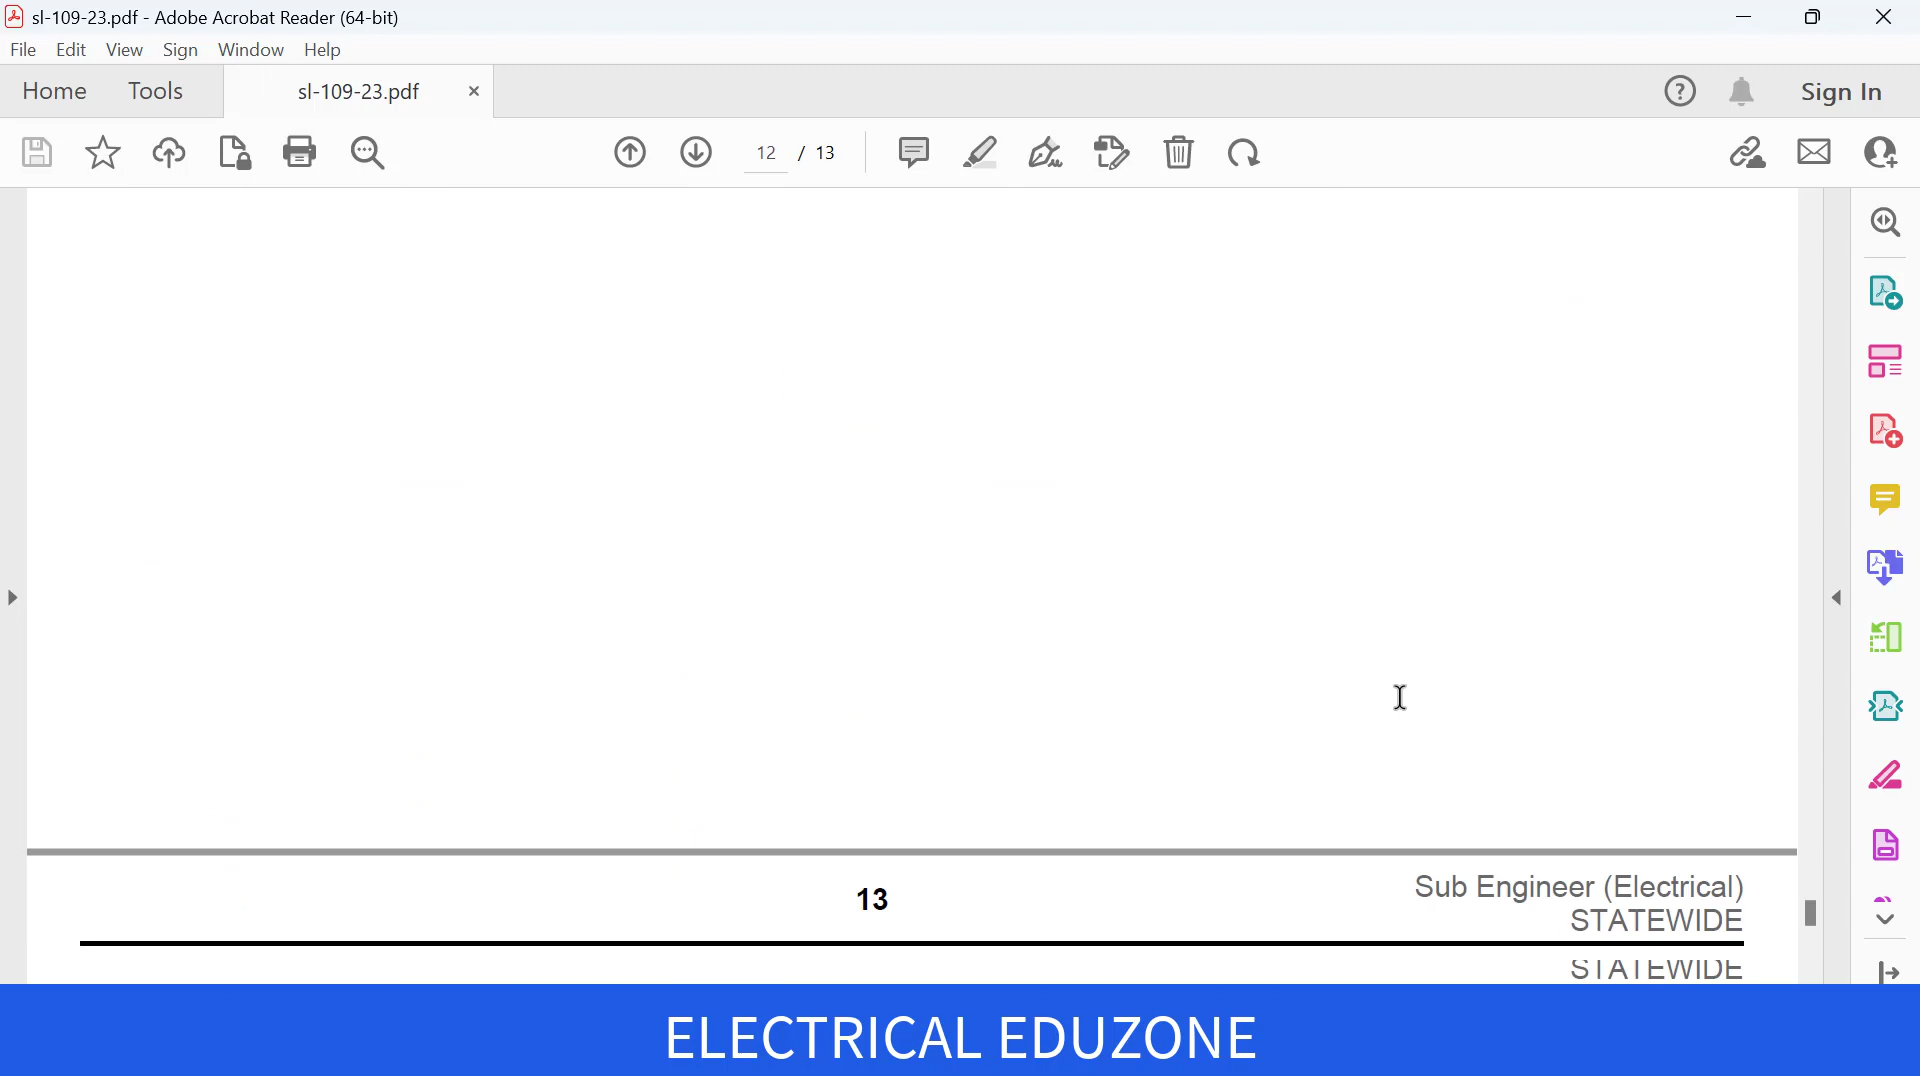 sl-109-23.pdf - Adobe Acrobat Reader (64-bit)
File Edit View Sign Window Help
Home Tools sl-109-23.pdf × Sign In
12 / 13
13
Sub Engineer (Electrical)
STATEWIDE
STATEWIDE
ELECTRICAL EDUZONE